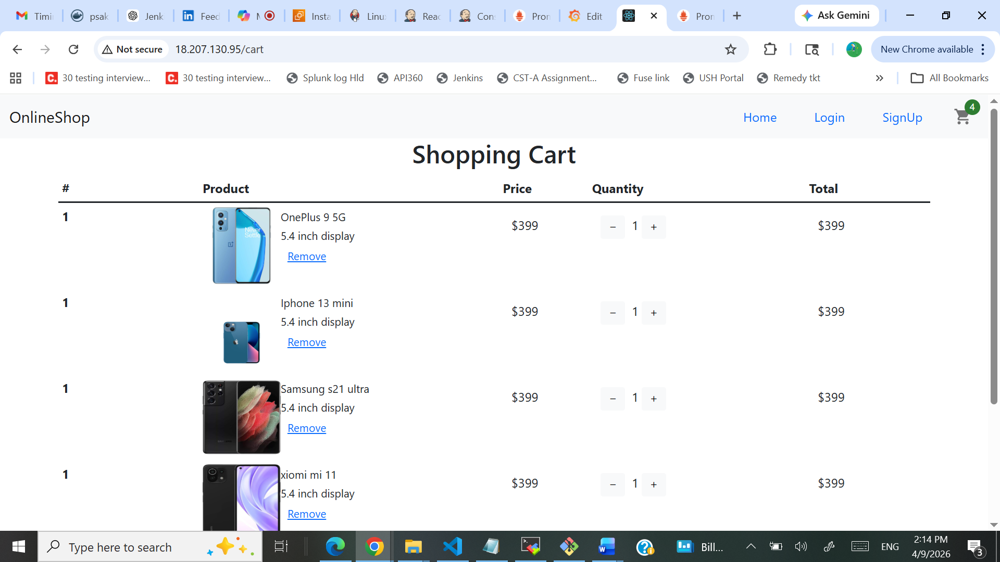 Timi psak Jenk Feed M Insta Linu Reac Cons Pron Edit Pron Ask Gemini
Not secure 18.207.130.95/cart New Chrome available
30 testing interview... 30 testing interview... Splunk log Hld API360 Jenkins CST-A Assignment... Fuse link USH Portal Remedy tkt » All Bookmarks
OnlineShop Home Login SignUp 4
Shopping Cart
# Product Price Quantity Total
1 OnePlus 9 5G $399 − 1 + $399
5.4 inch display
Never
Settle
Remove
1 Iphone 13 mini $399 − 1 + $399
5.4 inch display
Remove
1 Samsung s21 ultra $399 − 1 + $399
5.4 inch display
Remove
1 xiomi mi 11 $399 − 1 + $399
5.4 inch display
Remove
Type here to search Bill... ENG 2:14 PM
4/9/2026 3